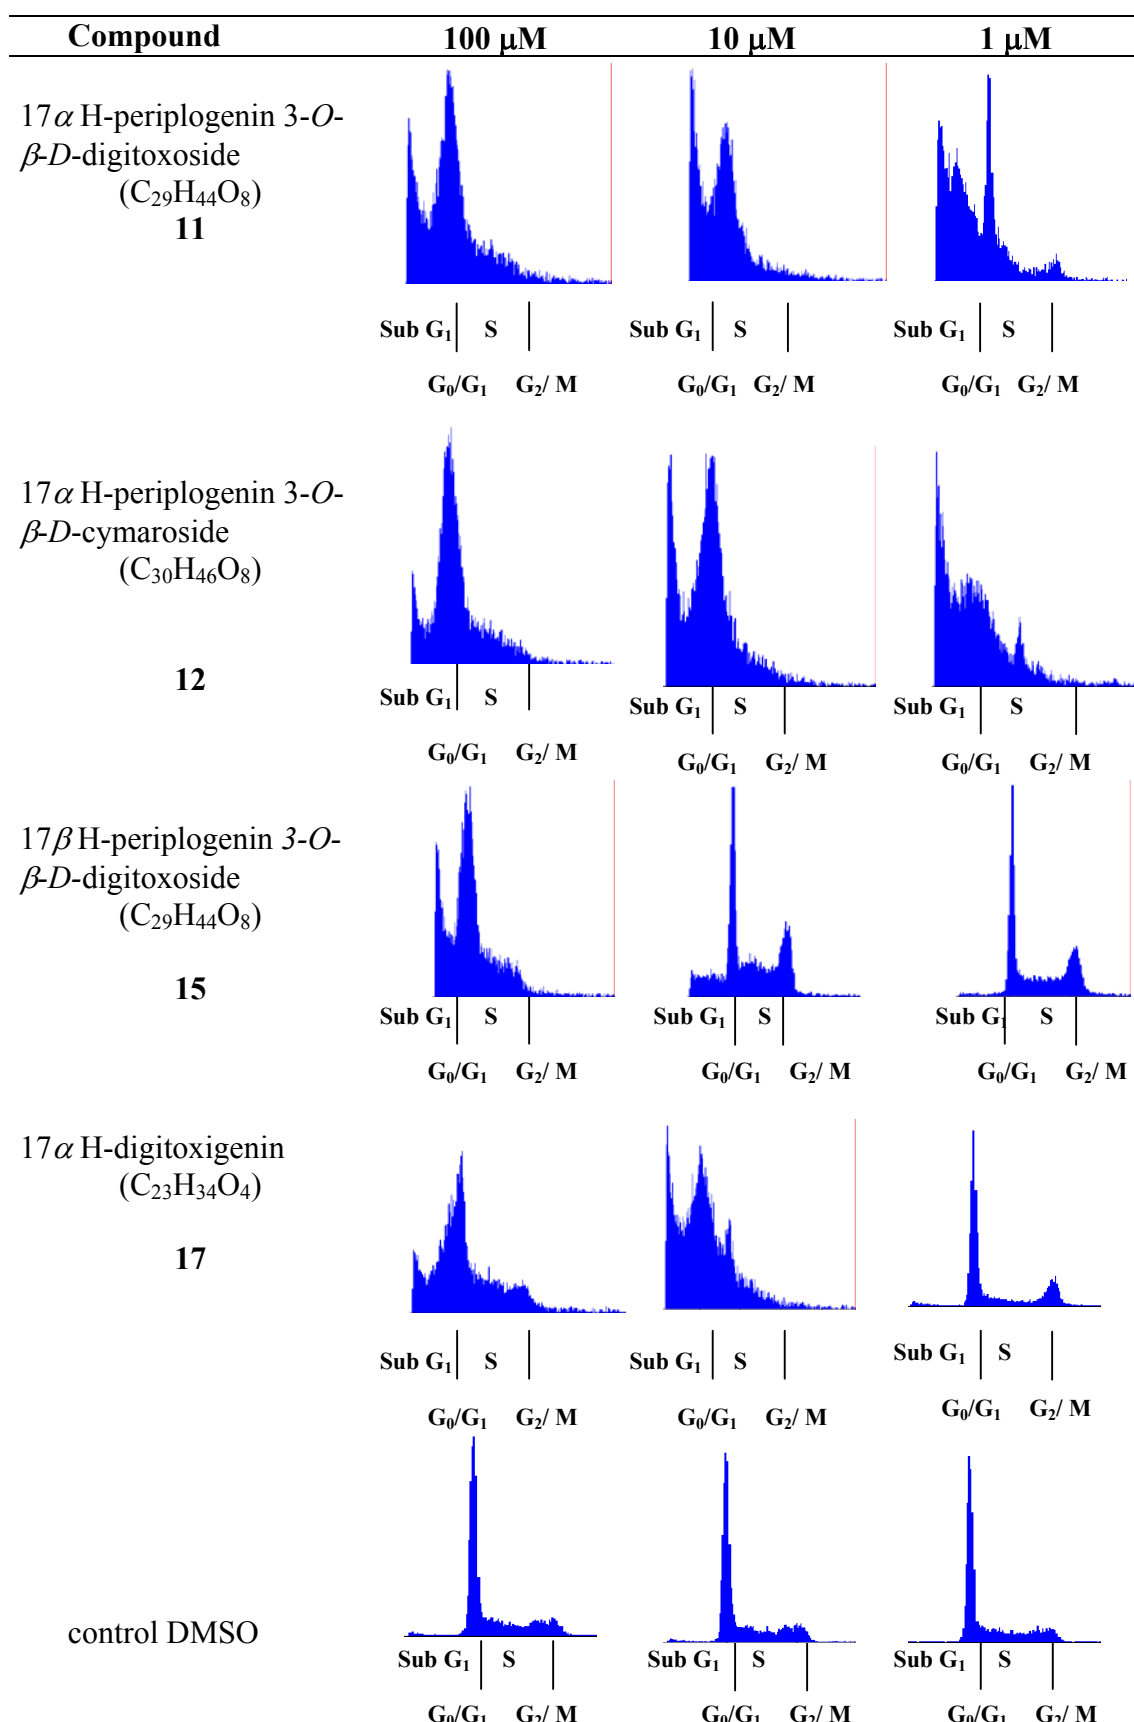 Compound 100 μM 10 μM 1 μM
17α H-periplogenin 3-O-
β-D-digitoxoside
(C₂₉H₄₄O₈)
11
Sub G₁ S Sub G₁ S Sub G₁ S
G₀/G₁ G₂/ M G₀/G₁ G₂/ M G₀/G₁ G₂/ M
17α H-periplogenin 3-O-
β-D-cymaroside
(C₃₀H₄₆O₈)
12
Sub G₁ S Sub G₁ S Sub G₁ S
G₀/G₁ G₂/ M G₀/G₁ G₂/ M G₀/G₁ G₂/ M
17β H-periplogenin 3-O-
β-D-digitoxoside
(C₂₉H₄₄O₈)
15
Sub G₁ S Sub G₁ S Sub G₁ S
G₀/G₁ G₂/ M G₀/G₁ G₂/ M G₀/G₁ G₂/ M
17α H-digitoxigenin
(C₂₃H₃₄O₄)
17
Sub G₁ S Sub G₁ S Sub G₁ S
G₀/G₁ G₂/ M G₀/G₁ G₂/ M G₀/G₁ G₂/ M
control DMSO
Sub G₁ S Sub G₁ S Sub G₁ S
G₀/G₁ G₂/ M G₀/G₁ G₂/ M G₀/G₁ G₂/ M